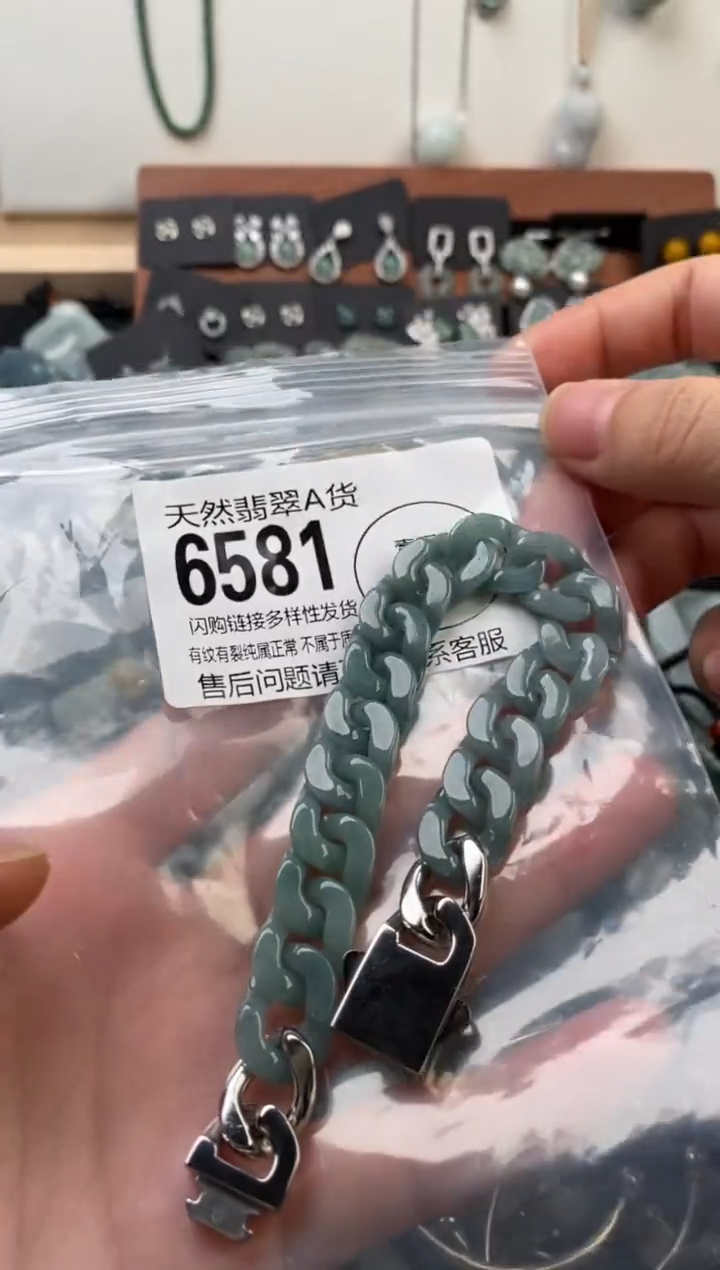 天然翡翠A货
6581
闪购链接多样性发货
有纹有裂纯属正常 不属于质
售后问题请 系客服